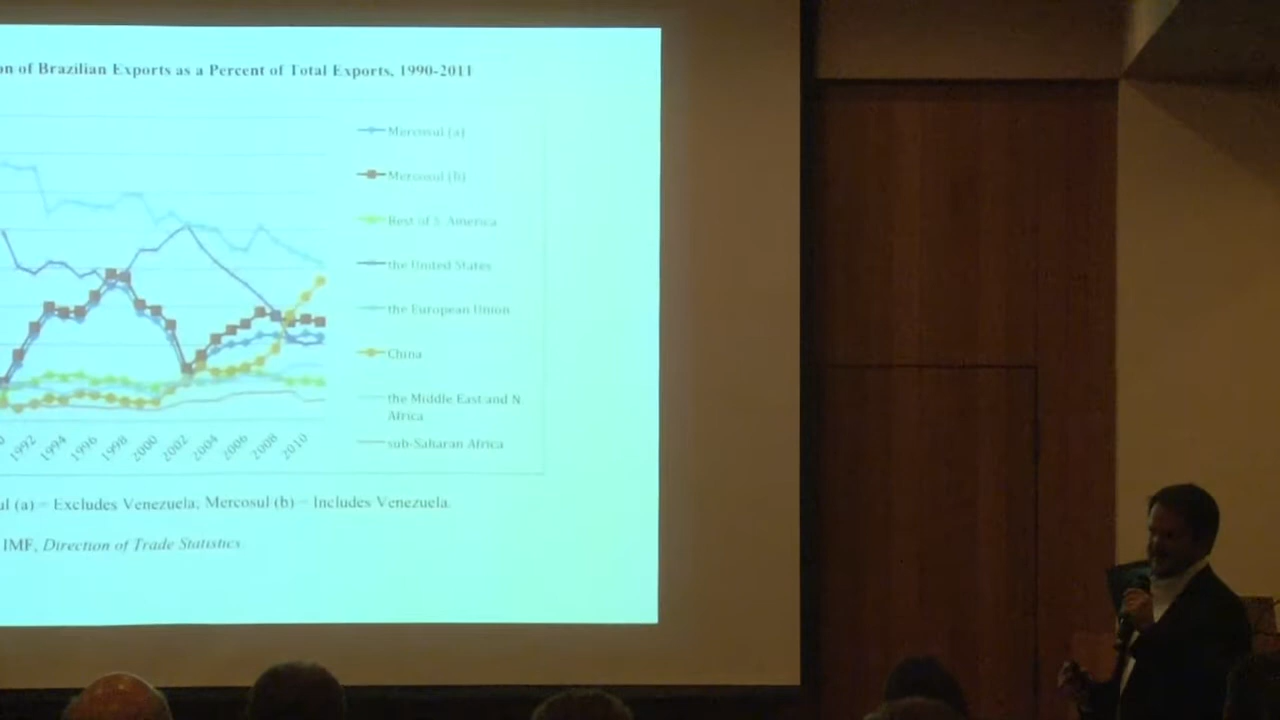 on of Brazilian Exports as a Percent of Total Exports, 1990-2011
Mercosul (a)
Mercosul (b)
Rest of S. America
the United States
the European Union
China
the Middle East and N
Africa
sub-Saharan Africa
1992 1994 1996 1998 2000 2002 2004 2006 2008 2010
ul (a) = Excludes Venezuela; Mercosul (b) = Includes Venezuela.
IMF, Direction of Trade Statistics